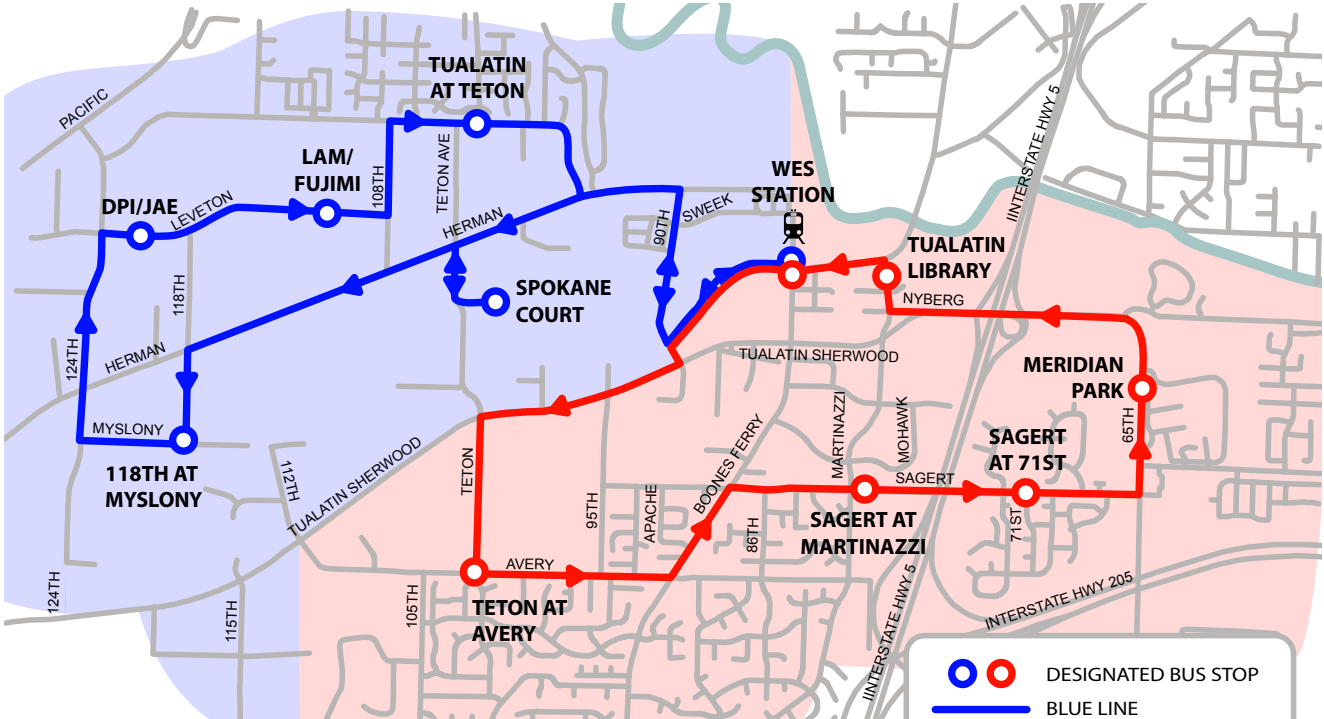 TUALATIN
AT TETON
PACIFIC
IINTERSTATE HWY 5
LAM/
FUJIMI
108TH
TETON AVE
WES
STATION
DPI/JAE
LEVETON
HERMAN
90TH
SWEEK
TUALATIN
LIBRARY
118TH
SPOKANE
COURT
NYBERG
124TH
HERMAN
TUALATIN SHERWOOD
MERIDIAN
PARK
MYSLONY
118TH AT
MYSLONY
112TH
TUALATIN SHERWOOD
TETON
95TH
APACHE
BOONES FERRY
86TH
MARTINAZZI
MOHAWK
SAGERT
SAGERT
AT 71ST
65TH
71ST
SAGERT AT
MARTINAZZI
AVERY
TETON AT
AVERY
105TH
124TH
115TH
IINTERSTATE HWY 5
INTERSTATE HWY 205
DESIGNATED BUS STOP
BLUE LINE